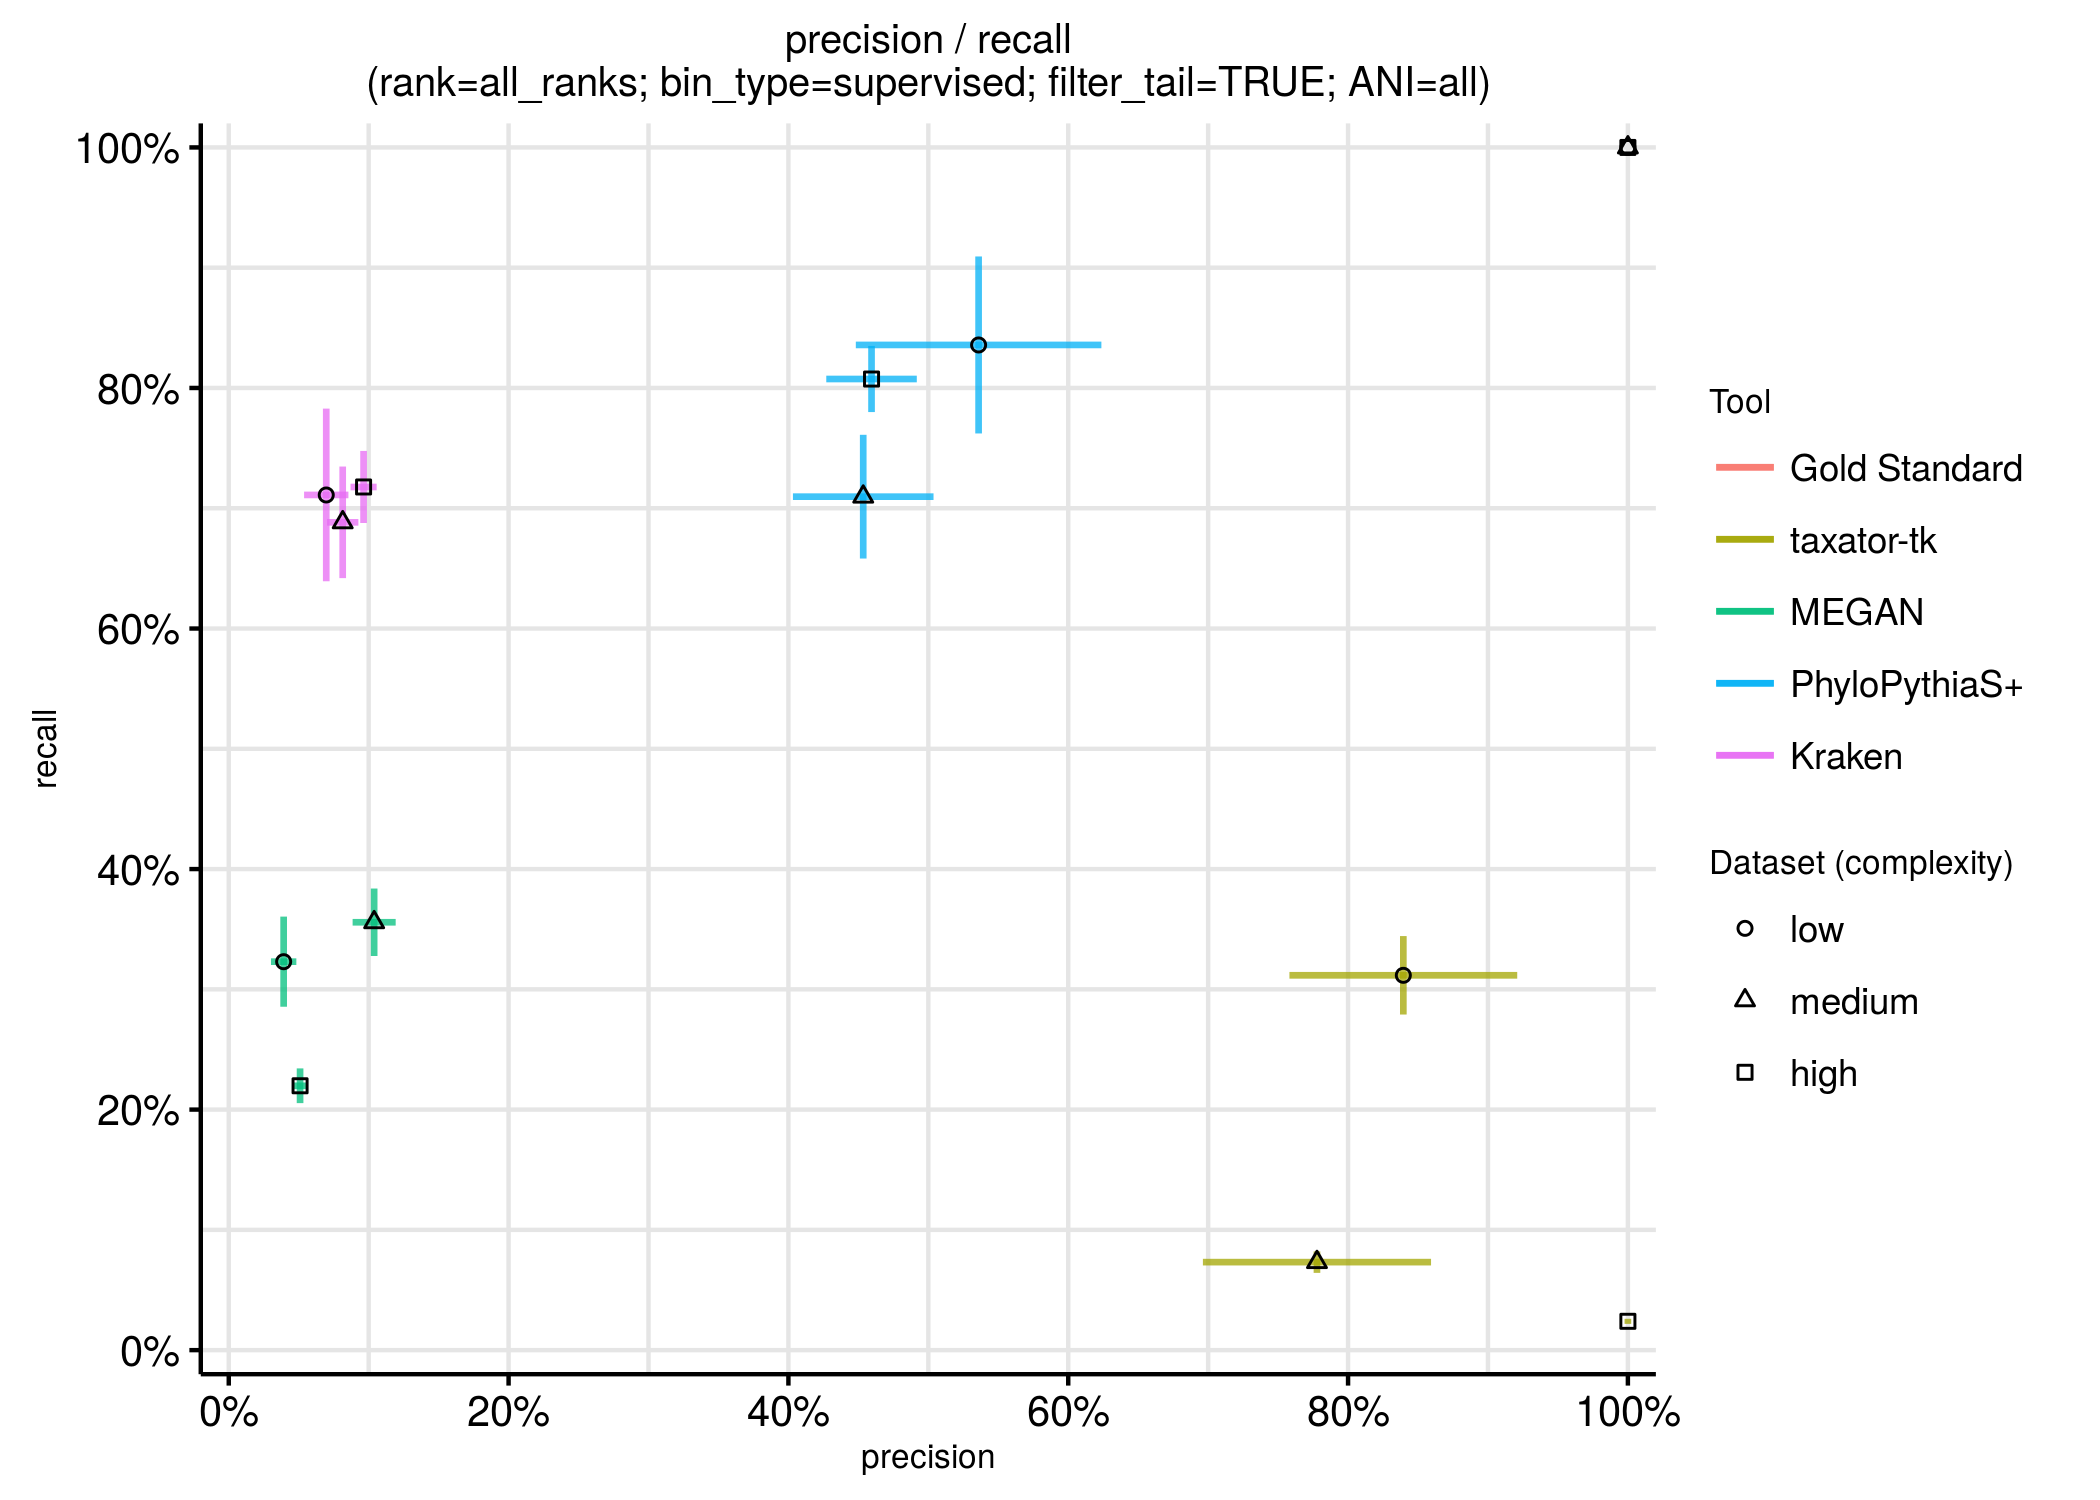 precision / recall
(rank=all_ranks; bin_type=supervised; filter_tail=TRUE; ANI=all)
100%
80%
60%
40%
20%
0%
recall
0%
20%
40%
60%
80%
100%
precision
Tool
Gold Standard
taxator-tk
MEGAN
PhyloPythiaS+
Kraken
Dataset (complexity)
low
medium
high